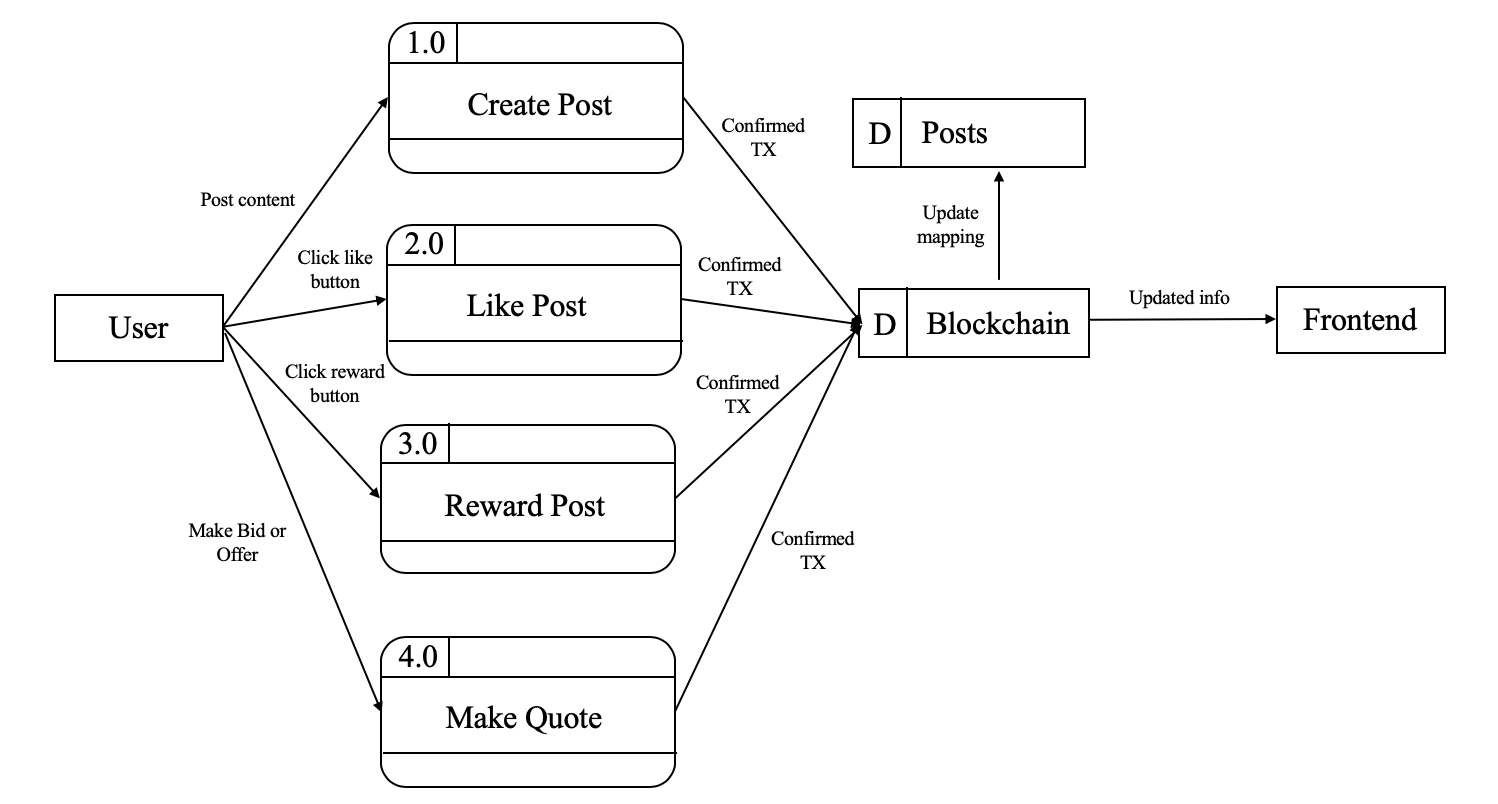 1.0
Create Post
Confirmed
TX
D Posts
Post content
Update
mapping
2.0
Click like
button
Like Post
Confirmed
TX
User
D Blockchain
Updated info
Frontend
Click reward
button
Confirmed
TX
3.0
Reward Post
Make Bid or
Offer
Confirmed
TX
4.0
Make Quote